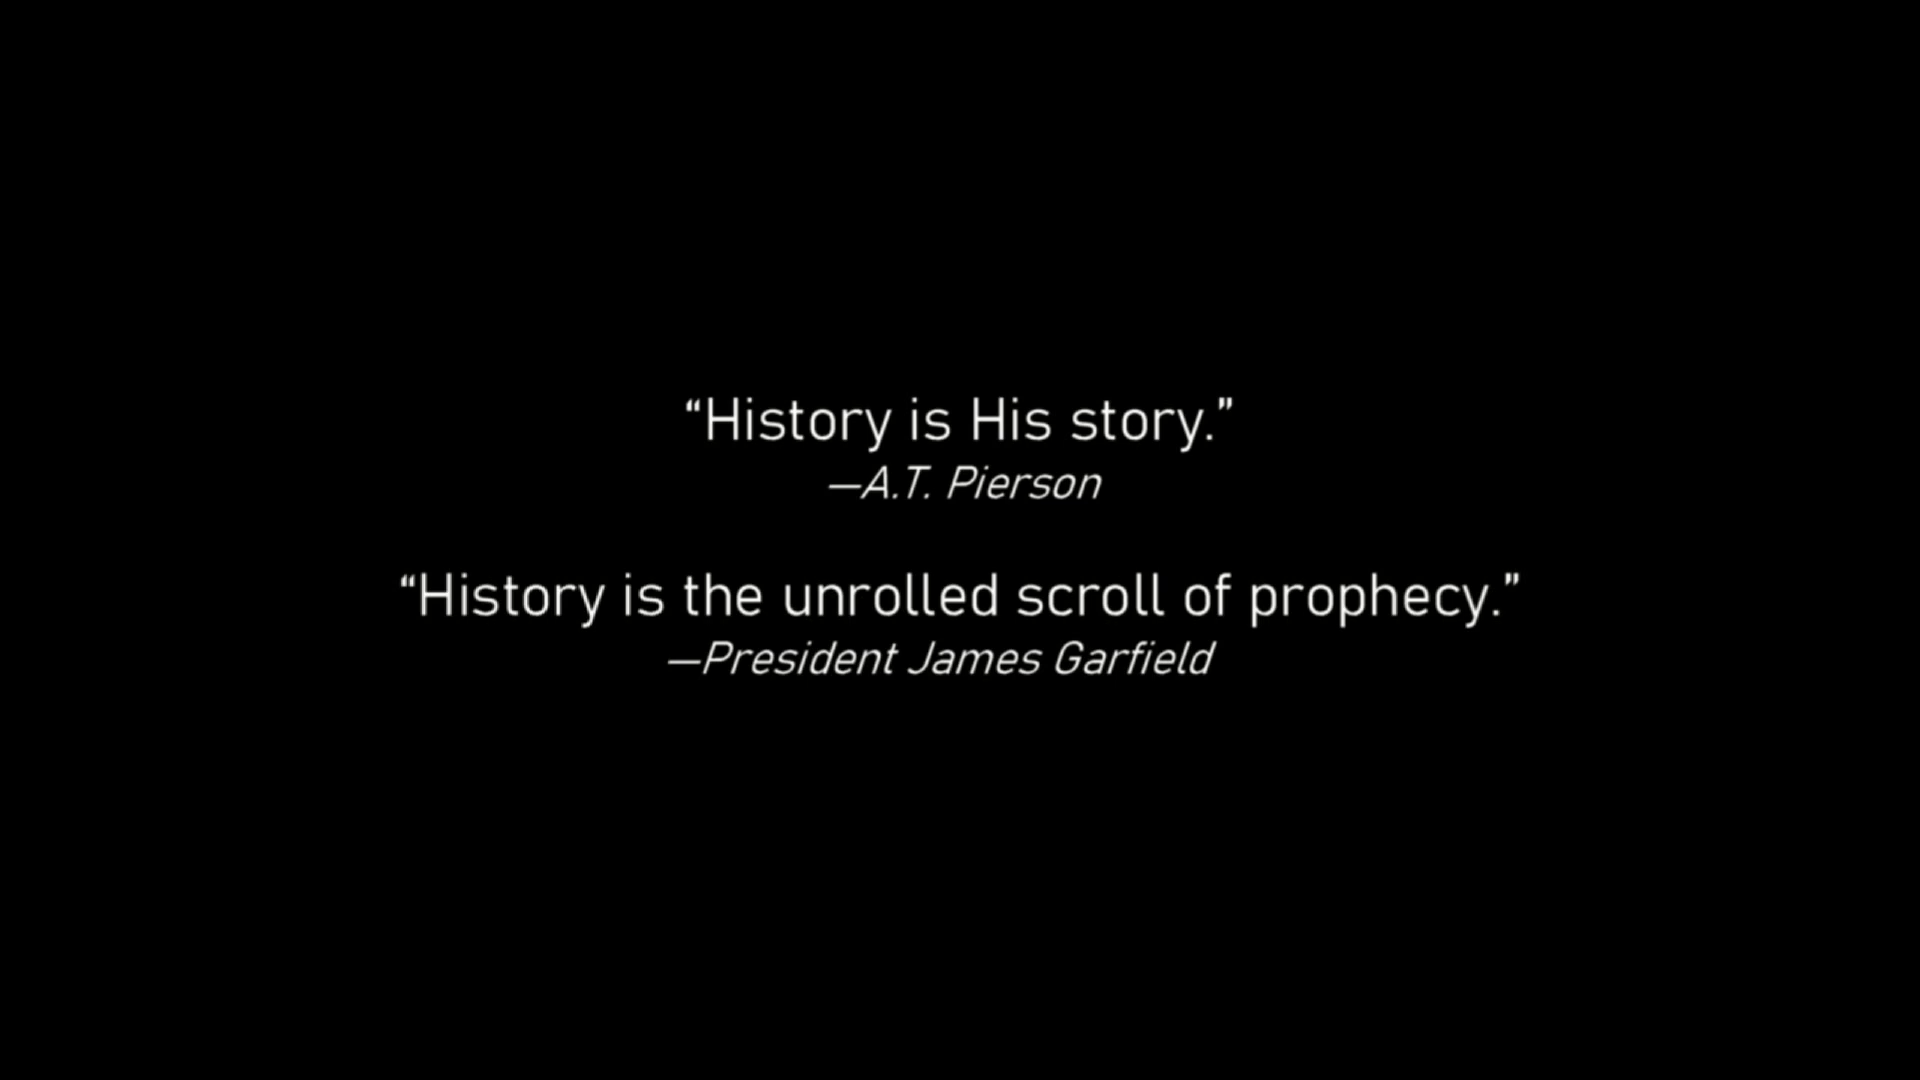 “History is His story.”
—A.T. Pierson
“History is the unrolled scroll of prophecy.”
—President James Garfield